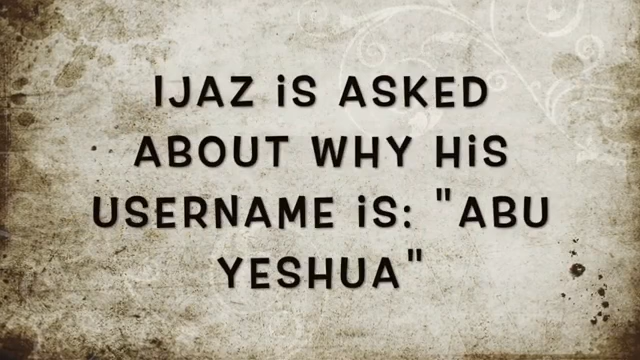 IJAZ iS ASKED
ABOUT WHY HiS
USERNAME iS: "ABU
YESHUA"